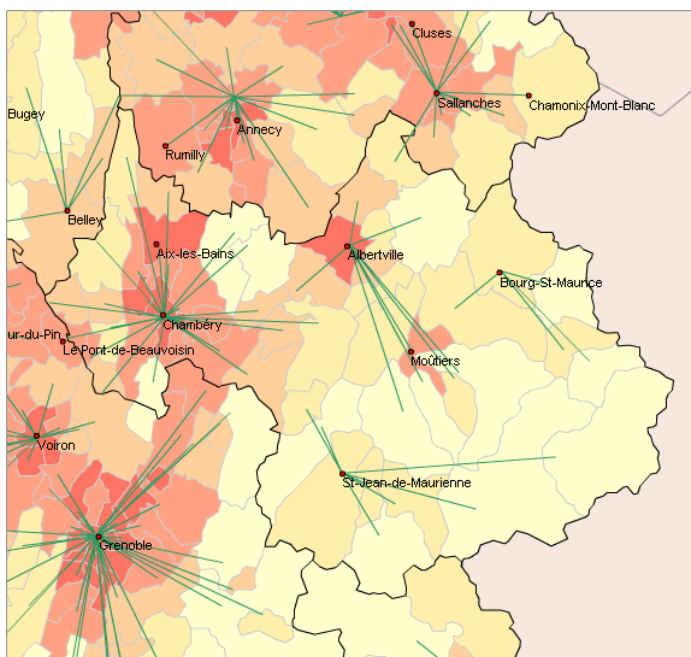 Cluses
Sallanches
Chamonix-Mont-Blanc
Bugey
Annecy
Rumilly
Belley
Aix-les-Bains
Albertville
Bourg-St-Maurice
Chambéry
ur-du-Pin
Le Pont-de-Beauvoisin
Moûtiers
Voiron
St-Jean-de-Maurienne
Grenoble